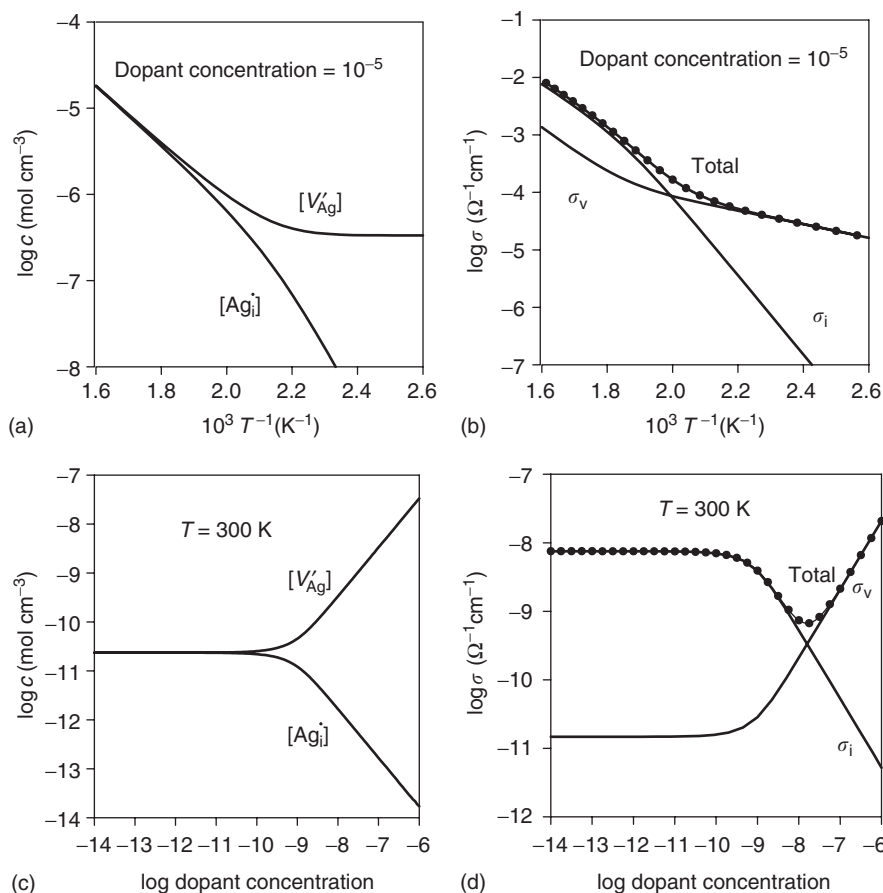 −4
−5
−6
−7
−8
log c (mol cm⁻³)
Dopant concentration = 10⁻⁵
[V′Ag]
[Agi˙]
1.6 1.8 2.0 2.2 2.4 2.6
10³ T⁻¹(K⁻¹)
(a)
−1
−2
−3
−4
−5
−6
−7
log σ (Ω⁻¹cm⁻¹)
Dopant concentration = 10⁻⁵
Total
σv
σi
1.6 1.8 2.0 2.2 2.4 2.6
10³ T⁻¹(K⁻¹)
(b)
−7
−8
−9
−10
−11
−12
−13
−14
log c (mol cm⁻³)
T = 300 K
[V′Ag]
[Agi˙]
−14 −13 −12 −11 −10 −9 −8 −7 −6
log dopant concentration
(c)
−7
−8
−9
−10
−11
−12
log σ (Ω⁻¹cm⁻¹)
T = 300 K
Total
σv
σi
−14 −13 −12 −11 −10 −9 −8 −7 −6
log dopant concentration
(d)